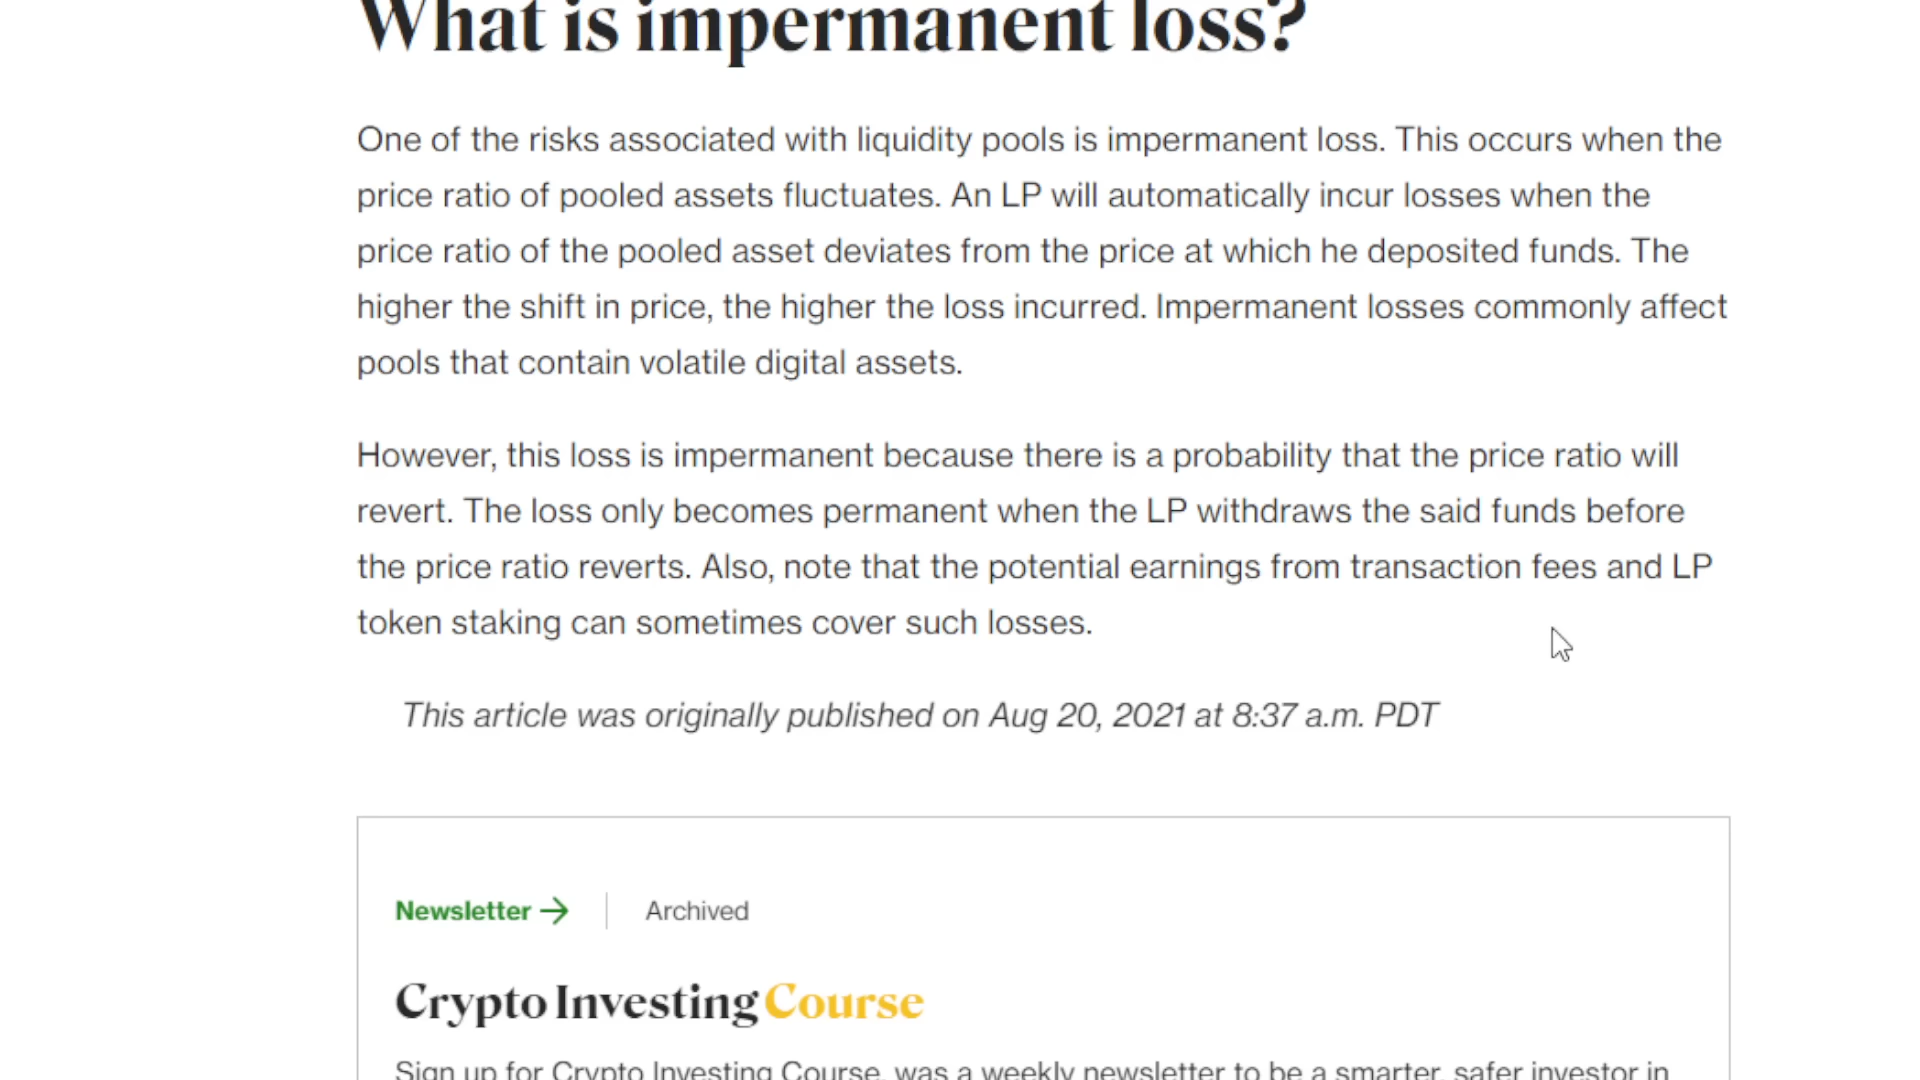 What is impermanent loss?
One of the risks associated with liquidity pools is impermanent loss. This occurs when the
price ratio of pooled assets fluctuates. An LP will automatically incur losses when the
price ratio of the pooled asset deviates from the price at which he deposited funds. The
higher the shift in price, the higher the loss incurred. Impermanent losses commonly affect
pools that contain volatile digital assets.
However, this loss is impermanent because there is a probability that the price ratio will
revert. The loss only becomes permanent when the LP withdraws the said funds before
the price ratio reverts. Also, note that the potential earnings from transaction fees and LP
token staking can sometimes cover such losses.
This article was originally published on Aug 20, 2021 at 8:37 a.m. PDT
Newsletter → Archived
Crypto Investing Course
Sign up for Crypto Investing Course, was a weekly newsletter to be a smarter, safer investor in